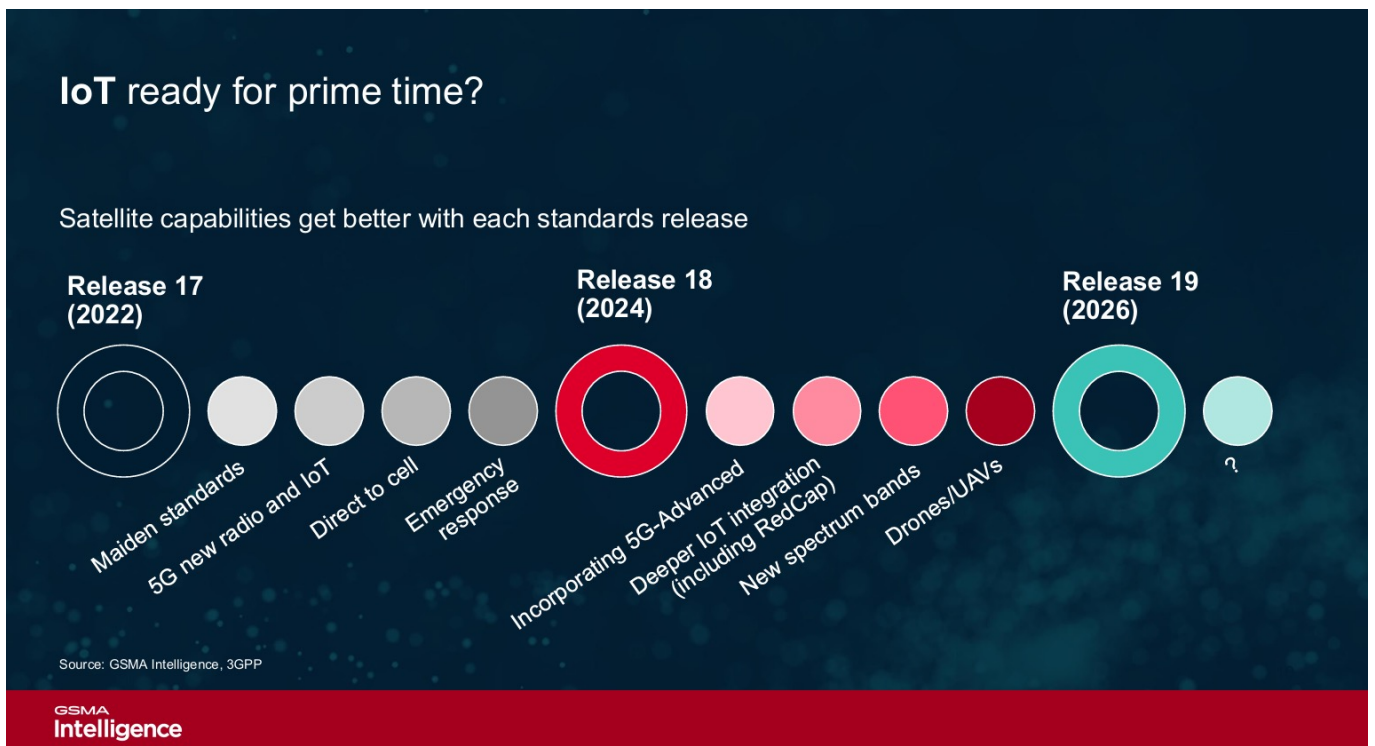 IoT ready for prime time?
Satellite capabilities get better with each standards release
Release 17
(2022)
Release 18
(2024)
Release 19
(2026)
Maiden standards
5G new radio and IoT
Direct to cell
Emergency
response
Incorporating 5G-Advanced
Deeper IoT integration
(including RedCap)
New spectrum bands
Drones/UAVs
?
Source: GSMA Intelligence, 3GPP
GSMA
Intelligence